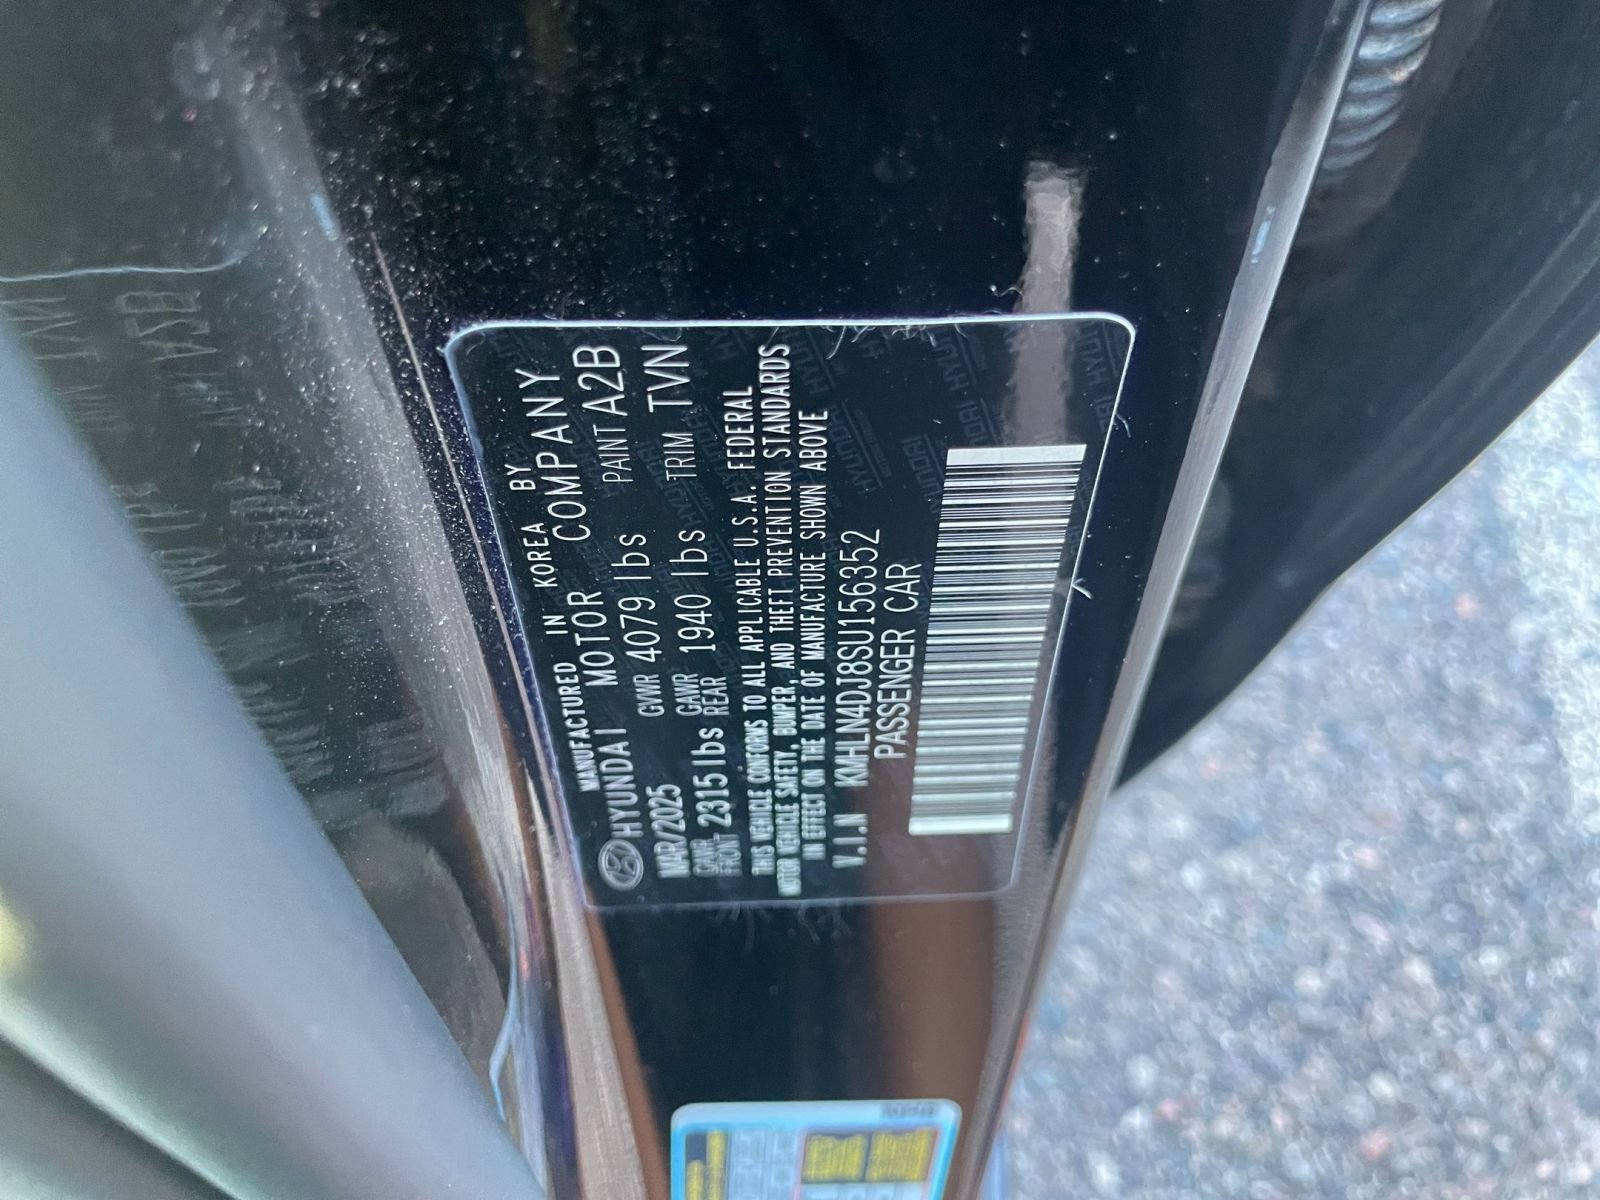 MANUFACTURED IN KOREA BY
HYUNDAI MOTOR COMPANY
MAR/2025 GVWR 4079 lbs PAINT A2B
GAWR FRONT 2315 lbs GAWR REAR 1940 lbs TRIM TVN
THIS VEHICLE CONFORMS TO ALL APPLICABLE U.S.A. FEDERAL
MOTOR VEHICLE SAFETY, BUMPER, AND THEFT PREVENTION STANDARDS
IN EFFECT ON THE DATE OF MANUFACTURE SHOWN ABOVE
V.I.N KMHLN4DJ8SU156352
PASSENGER CAR